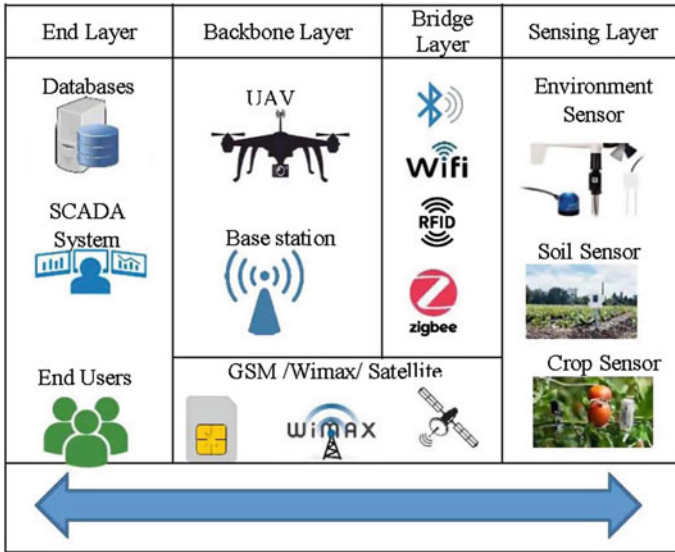 End Layer
Backbone Layer
Bridge
Layer
Sensing Layer
Databases
SCADA
System
End Users
UAV
Base station
Wifi
RFID
zigbee
Environment
Sensor
Soil Sensor
Crop Sensor
GSM /Wimax/ Satellite
WiMAX